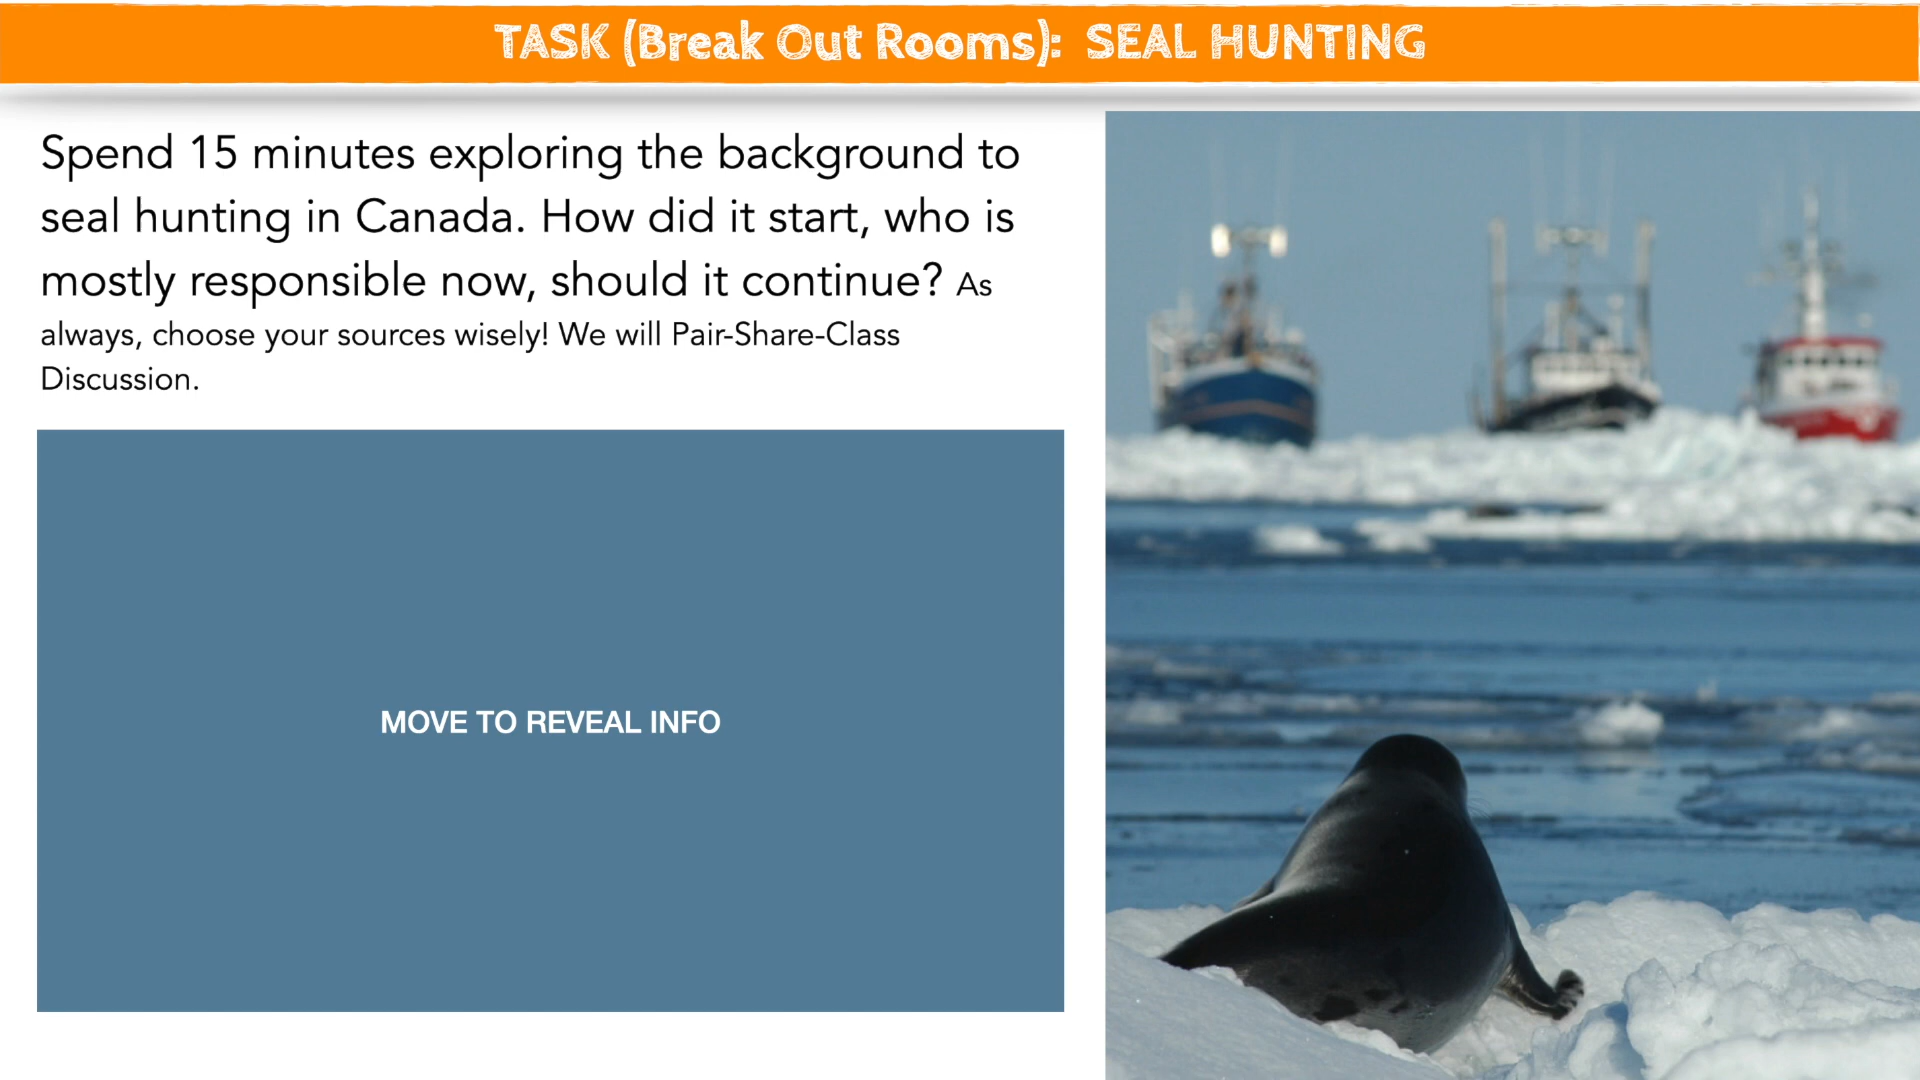 TASK (Break Out Rooms): SEAL HUNTING
Spend 15 minutes exploring the background to
seal hunting in Canada. How did it start, who is
mostly responsible now, should it continue? As
always, choose your sources wisely! We will Pair-Share-Class
Discussion.
MOVE TO REVEAL INFO